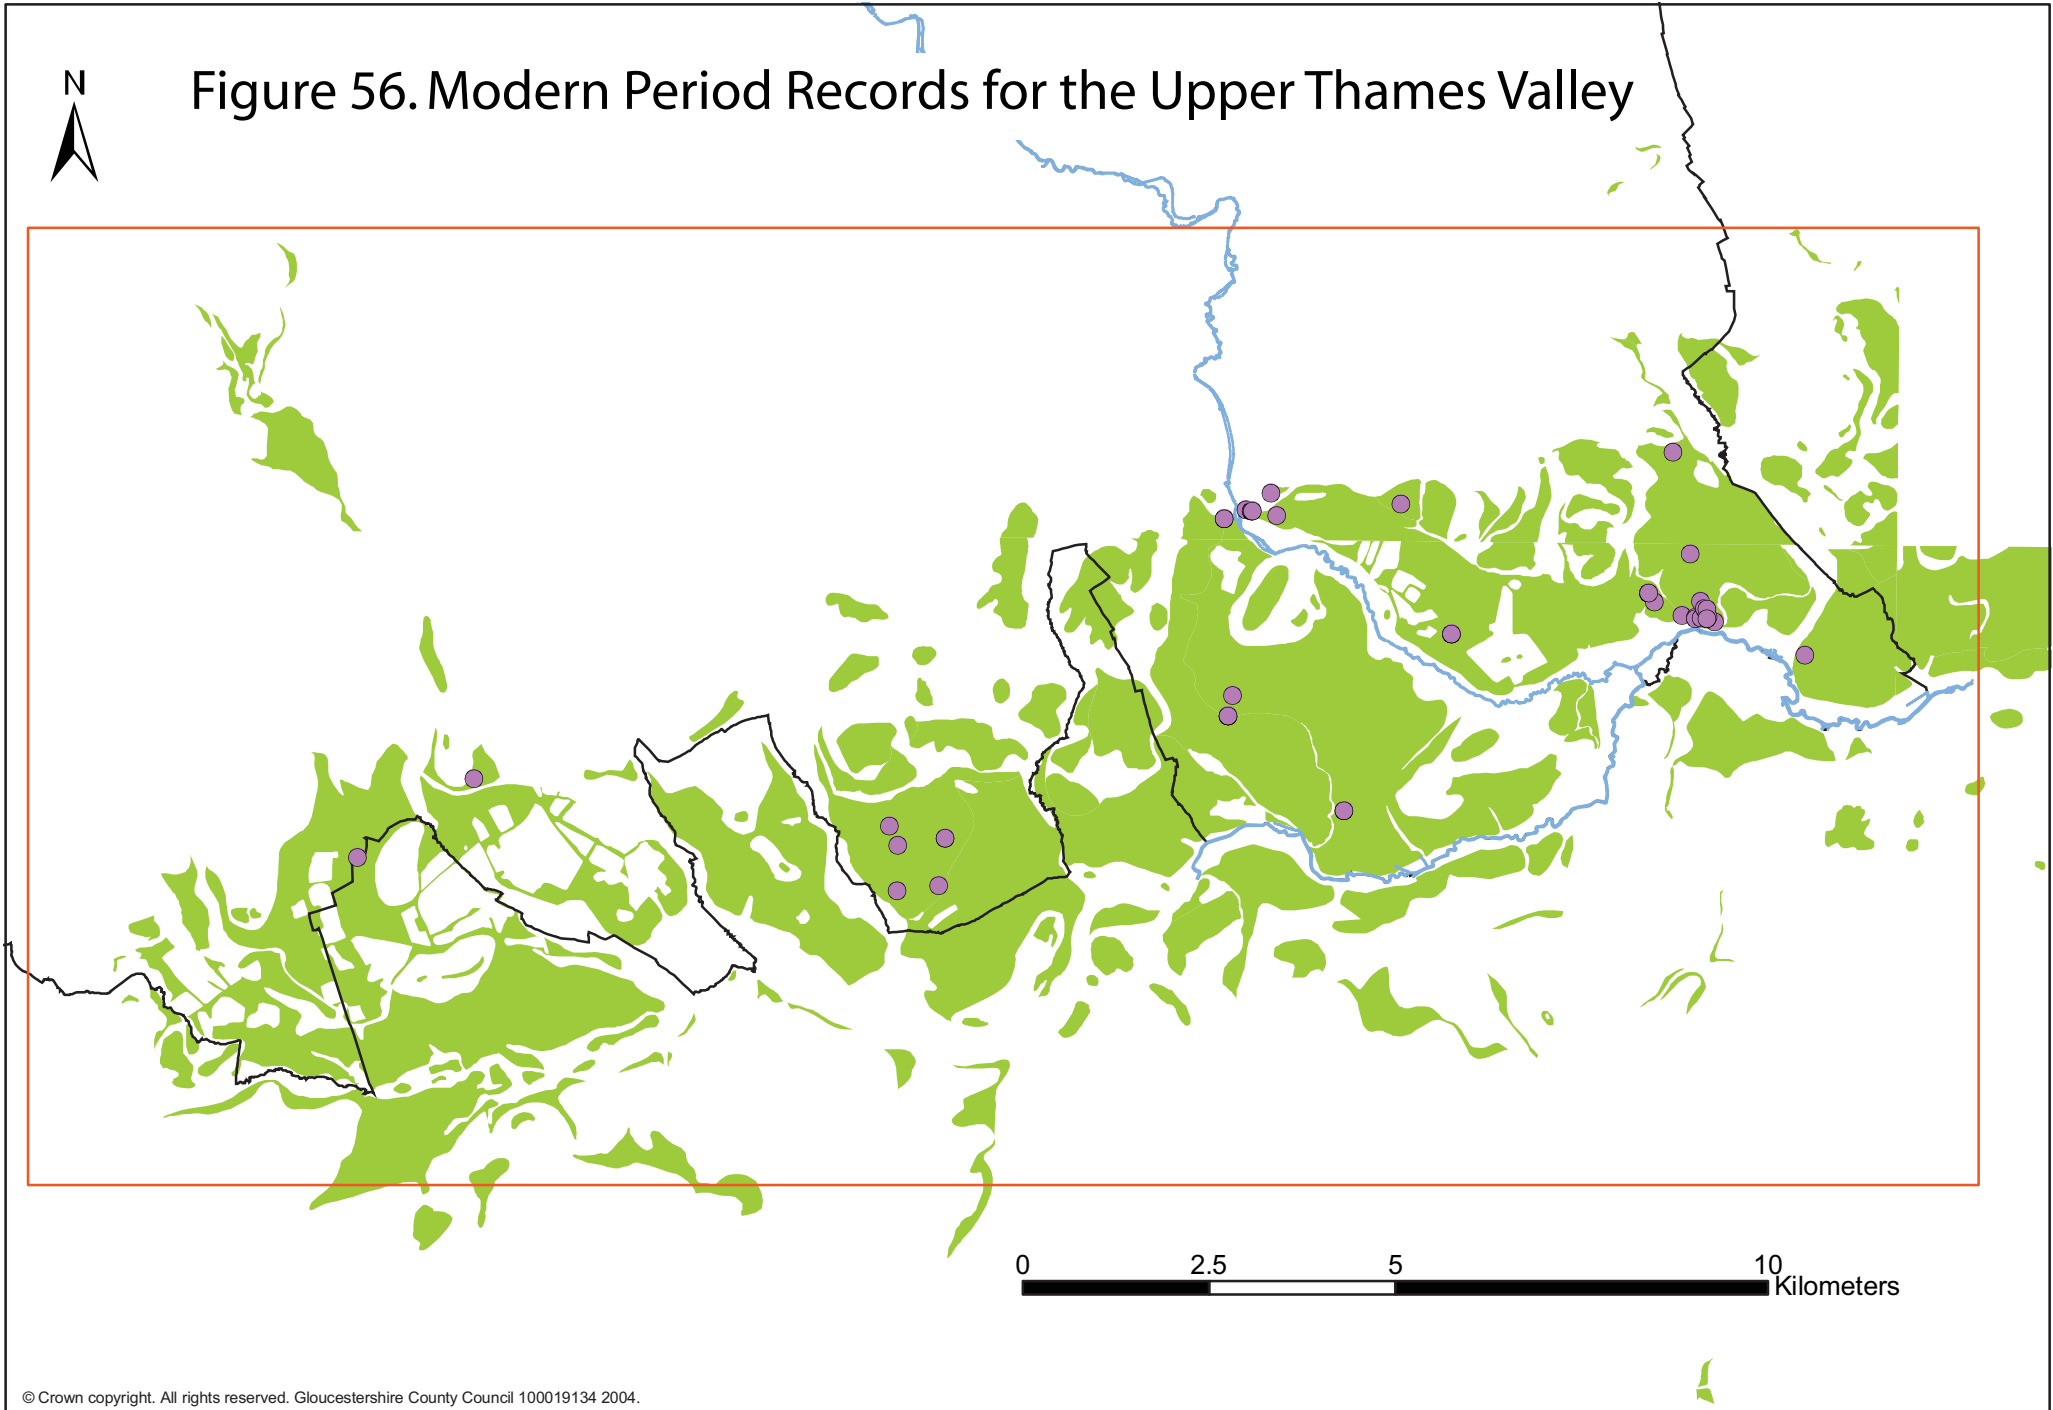 Figure 56. Modern Period Records for the Upper Thames Valley
N
0 2.5 5 10
Kilometers
© Crown copyright. All rights reserved. Gloucestershire County Council 100019134 2004.